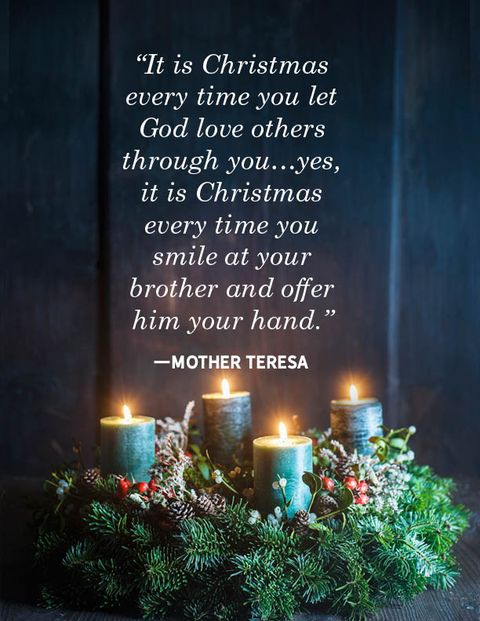 “It is Christmas
every time you let
God love others
through you...yes,
it is Christmas
every time you
smile at your
brother and offer
him your hand.”
—MOTHER TERESA